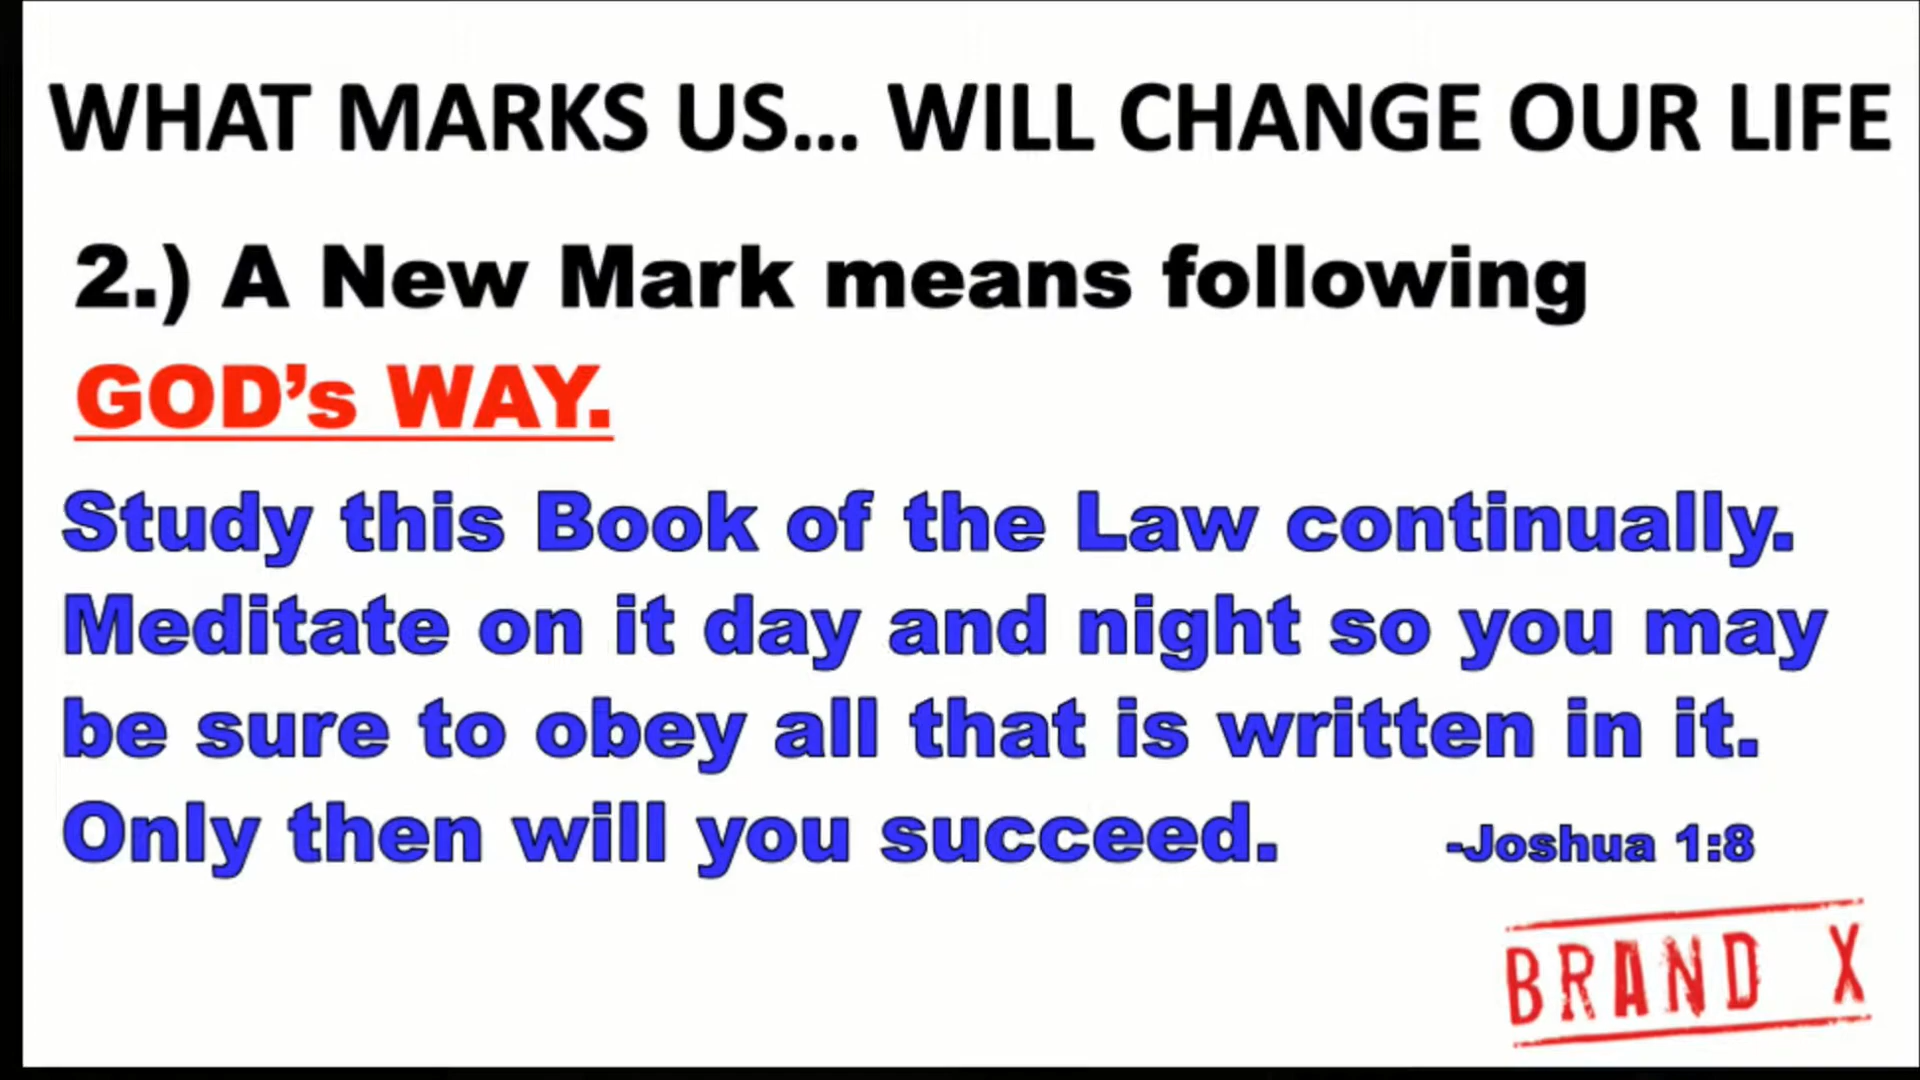 WHAT MARKS US... WILL CHANGE OUR LIFE
2.) A New Mark means following
GOD's WAY.
Study this Book of the Law continually.
Meditate on it day and night so you may
be sure to obey all that is written in it.
Only then will you succeed. -Joshua 1:8
BRAND X